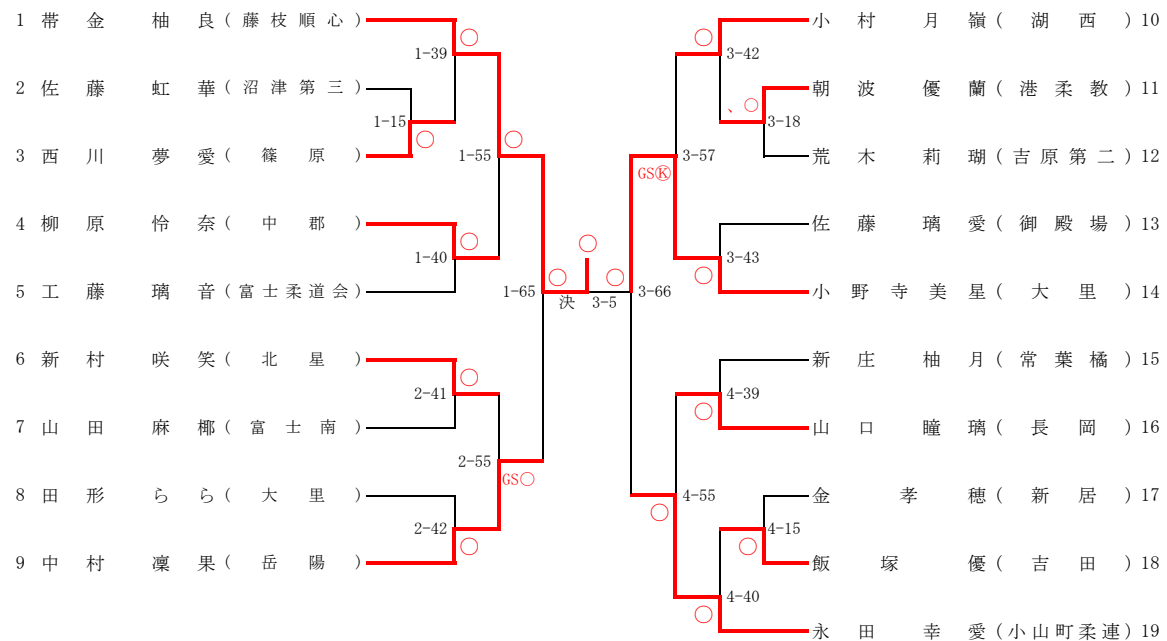 1 帯金柚良(藤枝順心)
○
1-39
2 佐藤虹華(沼津第三)
1-15
○
3 西川夢愛(篠原)
1-55
○
4 柳原怜奈(中郡)
○
1-40
5 工藤璃音(富士柔道会)
1-65
○
6 新村咲笑(北星)
○
2-41
7 山田麻椰(富士南)
2-55
GS○
8 田形らら(大里)
2-42
○
9 中村凜果(岳陽)
○
決 3-5
小村月嶺(湖西) 10
○
3-42
朝波優蘭(港柔教) 11
、○
3-18
荒木莉瑚(吉原第二) 12
3-57
GSⓀ
佐藤璃愛(御殿場) 13
3-43
○
小野寺美星(大里) 14
○
3-66
新庄柚月(常葉橘) 15
4-39
○
山口瞳璃(長岡) 16
4-55
○
金孝穂(新居) 17
4-15
○
飯塚優(吉田) 18
4-40
○
永田幸愛(小山町柔連) 19